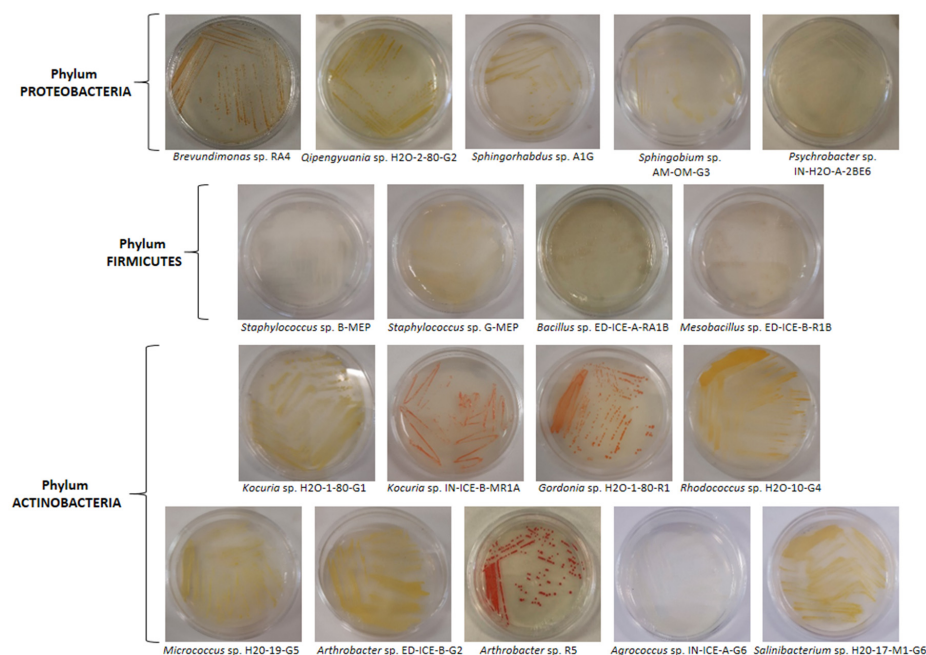 Phylum
PROTEOBACTERIA
Brevundimonas sp. RA4
Qipengyuania sp. H2O-2-80-G2
Sphingorhabdus sp. A1G
Sphingobium sp.
AM-OM-G3
Psychrobacter sp.
IN-H2O-A-2BE6
Phylum
FIRMICUTES
Staphylococcus sp. B-MEP
Staphylococcus sp. G-MEP
Bacillus sp. ED-ICE-A-RA1B
Mesobacillus sp. ED-ICE-B-R1B
Phylum
ACTINOBACTERIA
Kocuria sp. H2O-1-80-G1
Kocuria sp. IN-ICE-B-MR1A
Gordonia sp. H2O-1-80-R1
Rhodococcus sp. H2O-10-G4
Micrococcus sp. H20-19-G5
Arthrobacter sp. ED-ICE-B-G2
Arthrobacter sp. R5
Agrococcus sp. IN-ICE-A-G6
Salinibacterium sp. H20-17-M1-G6